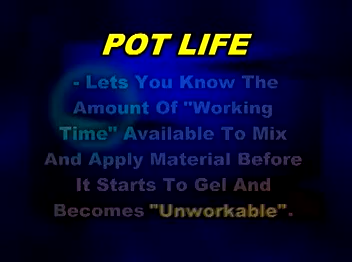 POT LIFE
- Lets You Know The
Amount Of "Working
Time" Available To Mix
And Apply Material Before
It Starts To Gel And
Becomes "Unworkable".